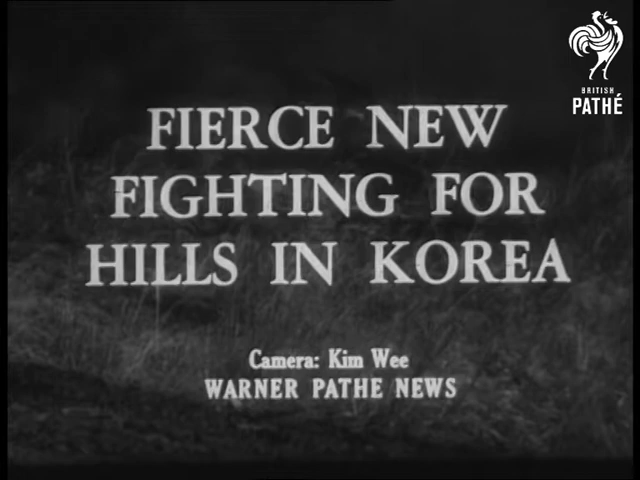 BRITISH
PATHÉ
FIERCE NEW
FIGHTING FOR
HILLS IN KOREA
Camera: Kim Wee
WARNER PATHE NEWS